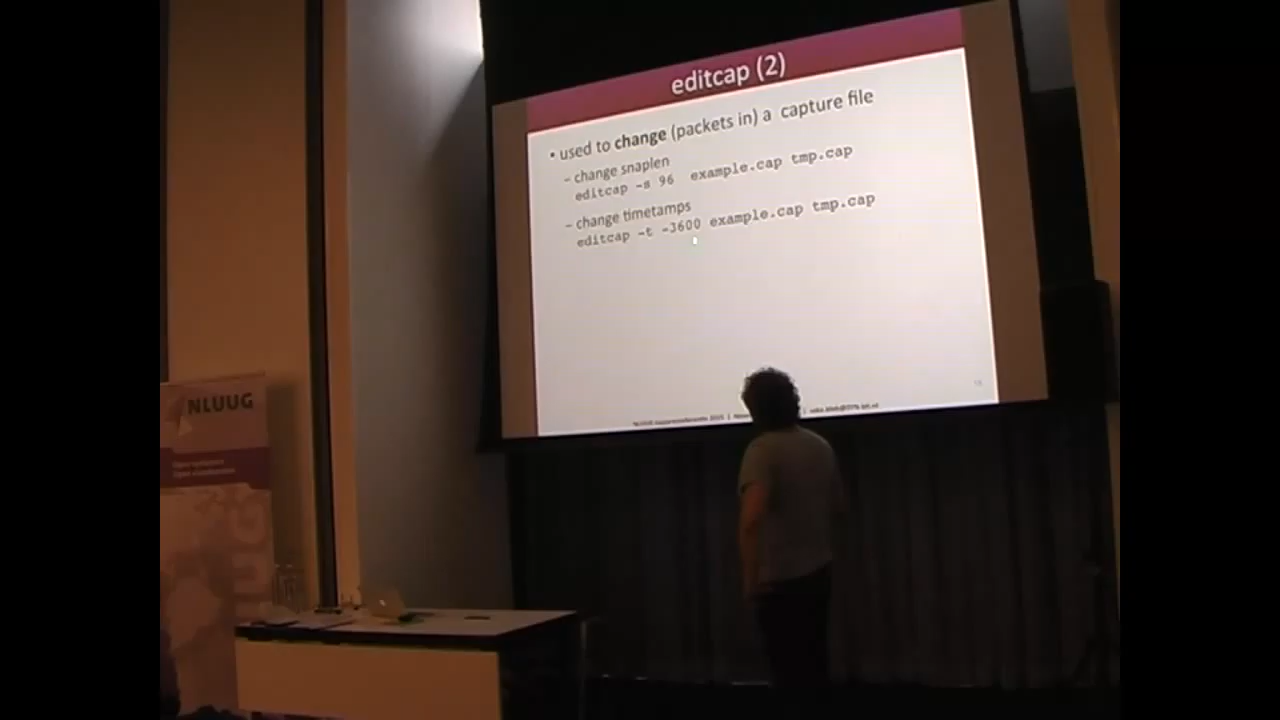 editcap (2)
• used to change (packets in) a capture file
– change snaplen
editcap -s 96 example.cap tmp.cap
– change timetamps
editcap -t -3600 example.cap tmp.cap
NLUUG